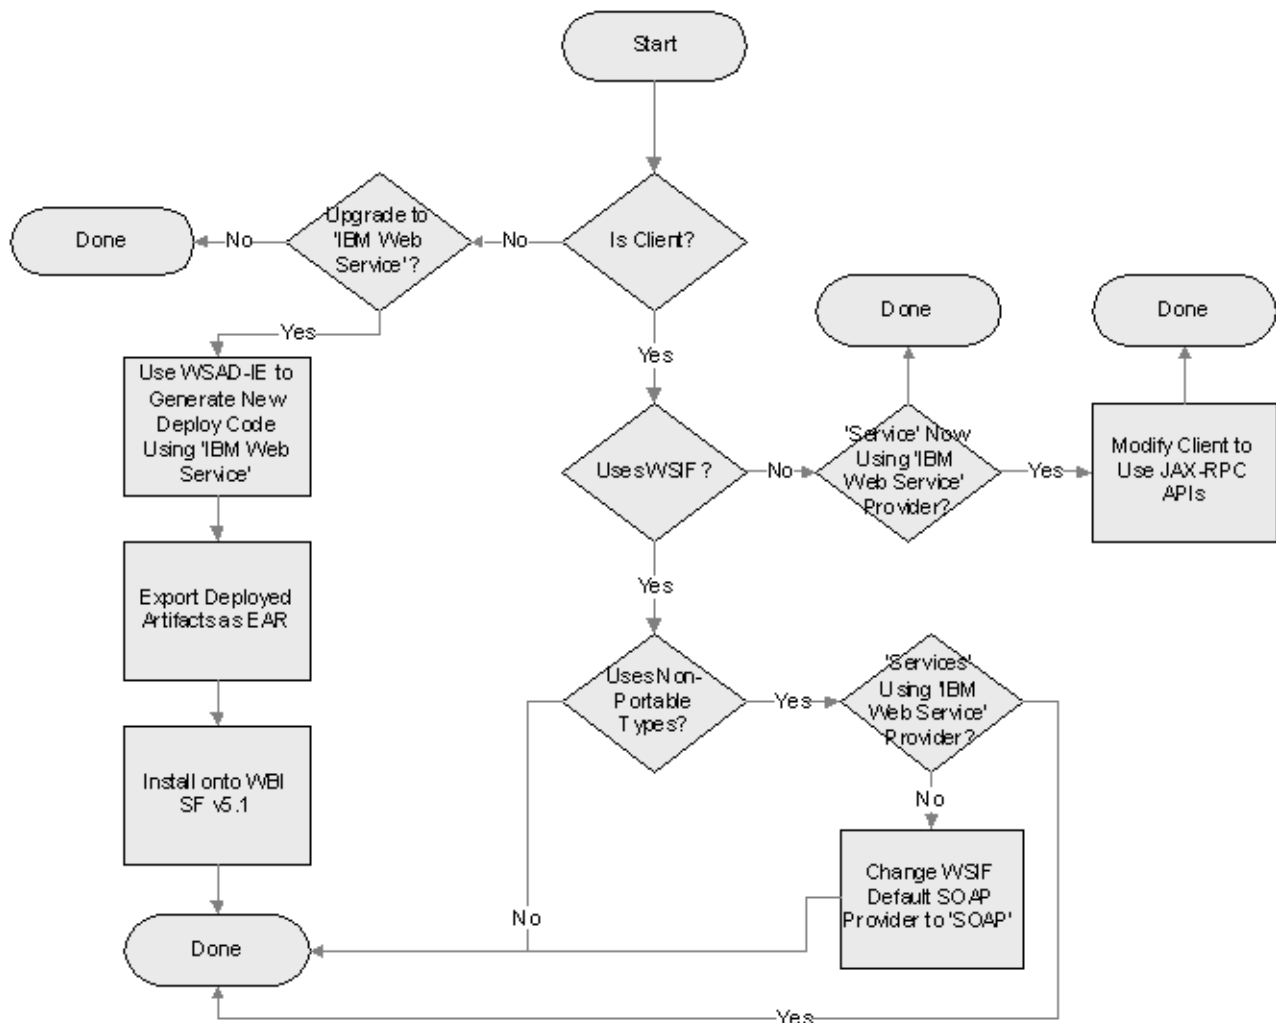 Start
Upgrade to
'IBM Web
Service'?
Done
No
No
Is Client?
Done
Done
Yes
Yes
Use WSAD-IE to
Generate New
Deploy Code
Using 'IBM Web
Service'
Uses WSIF?
No
'Service' Now
Using 'IBM
Web Service'
Provider?
Yes
Modify Client to
Use JAX-RPC
APIs
Yes
Export Deployed
Artifacts as EAR
Uses Non-
Portable
Types?
Yes
'Services'
Using 'IBM
Web Service'
Provider?
Install onto WBI
SF v5.1
No
Change WSIF
Default SOAP
Provider to 'SOAP'
No
Done
Yes